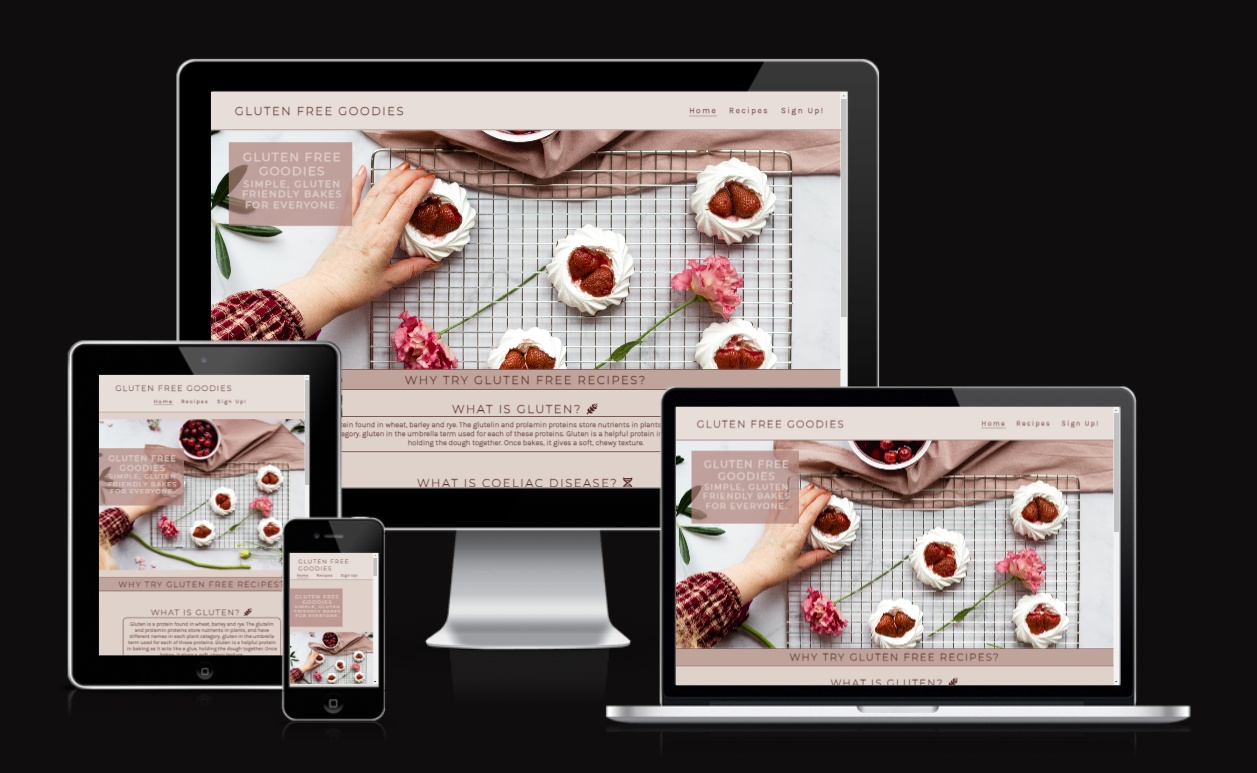 GLUTEN FREE GOODIES
Home Recipes Sign Up!
GLUTEN FREE
GOODIES
SIMPLE, GLUTEN
FRIENDLY BAKES
FOR EVERYONE.
WHY TRY GLUTEN FREE RECIPES?
WHAT IS GLUTEN?
found in wheat, barley and rye. The glutelin and prolamin proteins store nutrients in plants
gluten in the umbrella term used for each of these proteins. Gluten is a helpful protein
holding the dough together. Once bakes, it gives a soft, chewy texture.
WHAT IS COELIAC DISEASE?
GLUTEN FREE GOODIES
Home Recipes Sign Up!
GLUTEN FREE
GOODIES
SIMPLE, GLUTEN
FRIENDLY BAKES
FOR EVERYONE.
WHY TRY GLUTEN FREE RECIPES?
WHAT IS GLUTEN?
Gluten is a protein found in wheat, barley and rye. The glutelin
and prolamin proteins store nutrients in plants, and have
different names in each plant category. gluten in the umbrella
term used for each of these proteins. Gluten is a helpful protein
in baking as it acts like a glue, holding the dough together. Once
GLUTEN FREE
GOODIES
Home Recipes Sign Up!
GLUTEN FREE
GOODIES
SIMPLE, GLUTEN
FRIENDLY BAKES
FOR EVERYONE.
GLUTEN FREE GOODIES
Home Recipes Sign Up!
GLUTEN FREE
GOODIES
SIMPLE, GLUTEN
FRIENDLY BAKES
FOR EVERYONE.
WHY TRY GLUTEN FREE RECIPES?
WHAT IS GLUTEN?